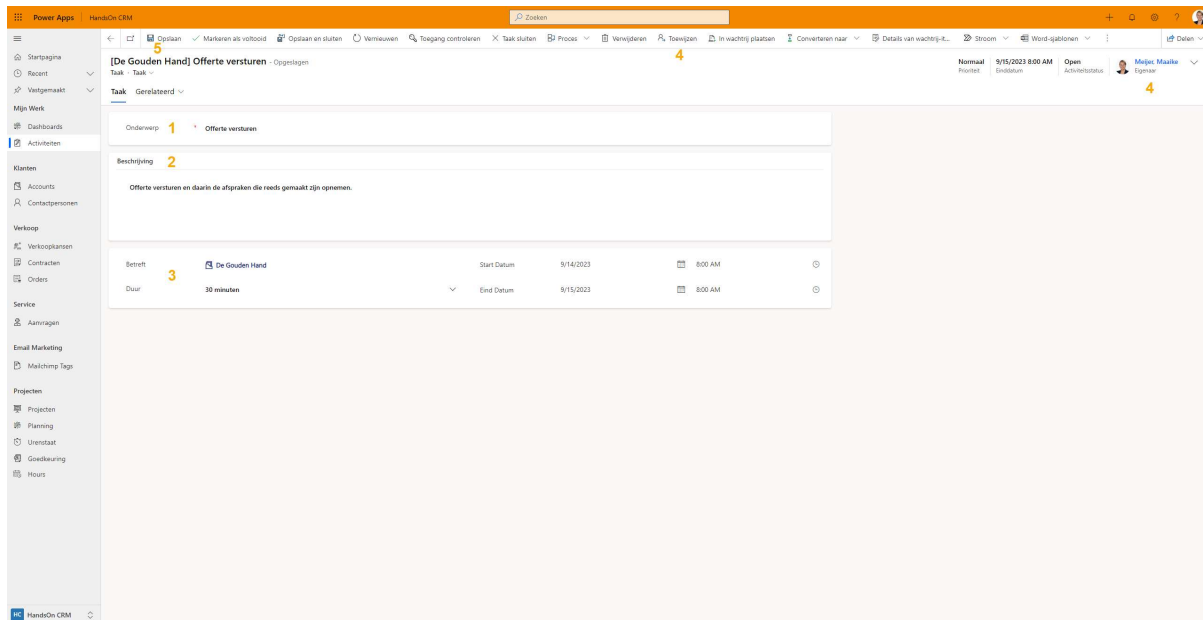 Power Apps HandsOn CRM Zoeken
Opslaan Markeren als voltooid Opslaan en sluiten Vernieuwen Toegang controleren Taak sluiten Proces Verwijderen Toewijzen In wachtrij plaatsen Converteren naar Details van wachtrij-it... Stroom Word-sjablonen Delen
5 4
[De Gouden Hand] Offerte versturen - Opgeslagen
Taak · Taak
Normaal 9/15/2023 8:00 AM Open Meijer, Maaike
Prioriteit Einddatum Activiteitsstatus Eigenaar
4
Taak Gerelateerd
Startpagina
Recent
Vastgemaakt
Mijn Werk
Dashboards
Activiteiten
Klanten
Accounts
Contactpersonen
Verkoop
Verkoopkansen
Contracten
Orders
Service
Aanvragen
Email Marketing
Mailchimp Tags
Projecten
Projecten
Planning
Urenstaat
Goedkeuring
Hours
HC HandsOn CRM
Onderwerp 1 * Offerte versturen
Beschrijving 2
Offerte versturen en daarin de afspraken die reeds gemaakt zijn opnemen.
Betreft De Gouden Hand Start Datum 9/14/2023 8:00 AM
3
Duur 30 minuten Eind Datum 9/15/2023 8:00 AM